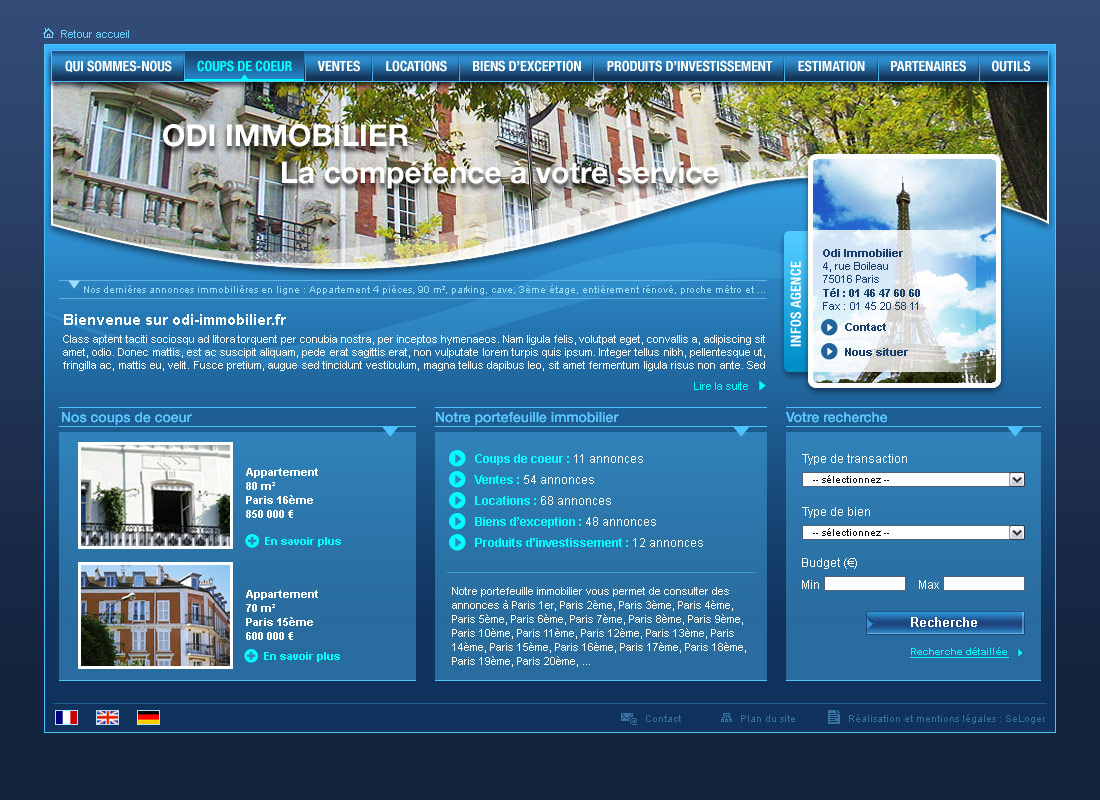 Retour accueil
QUI SOMMES-NOUS COUPS DE COEUR VENTES LOCATIONS BIENS D'EXCEPTION PRODUITS D'INVESTISSEMENT ESTIMATION PARTENAIRES OUTILS
ODI IMMOBILIER
La compétence à votre service
INFOS AGENCE
Odi Immobilier
4, rue Boileau
75016 Paris
Tél : 01 46 47 60 60
Fax : 01 45 20 58 11
Contact
Nous situer
Nos dernières annonces immobilières en ligne : Appartement 4 pièces, 90 m², parking, cave, 3ème étage, entièrement rénové, proche métro et ...
Bienvenue sur odi-immobilier.fr
Class aptent taciti sociosqu ad litora torquent per conubia nostra, per inceptos hymenaeos. Nam ligula felis, volutpat eget, convallis a, adipiscing sit
amet, odio. Donec mattis, est ac suscipit aliquam, pede erat sagittis erat, non vulputate lorem turpis quis ipsum. Integer tellus nibh, pellentesque ut,
fringilla ac, mattis eu, velit. Fusce pretium, augue sed tincidunt vestibulum, magna tellus dapibus leo, sit amet fermentum ligula risus non ante. Sed
Lire la suite
Nos coups de coeur
Appartement
80 m²
Paris 16ème
850 000 €
En savoir plus
Appartement
70 m²
Paris 15ème
600 000 €
En savoir plus
Notre portefeuille immobilier
Coups de coeur : 11 annonces
Ventes : 54 annonces
Locations : 68 annonces
Biens d'exception : 48 annonces
Produits d'investissement : 12 annonces
Notre portefeuille immobilier vous permet de consulter des
annonces à Paris 1er, Paris 2ème, Paris 3ème, Paris 4ème,
Paris 5ème, Paris 6ème, Paris 7ème, Paris 8ème, Paris 9ème,
Paris 10ème, Paris 11ème, Paris 12ème, Paris 13ème, Paris
14ème, Paris 15ème, Paris 16ème, Paris 17ème, Paris 18ème,
Paris 19ème, Paris 20ème, ...
Votre recherche
Type de transaction
-- sélectionnez --
Type de bien
-- sélectionnez --
Budget (€)
Min Max
Recherche
Recherche détaillée
Contact Plan du site Réalisation et mentions légales : SeLoger